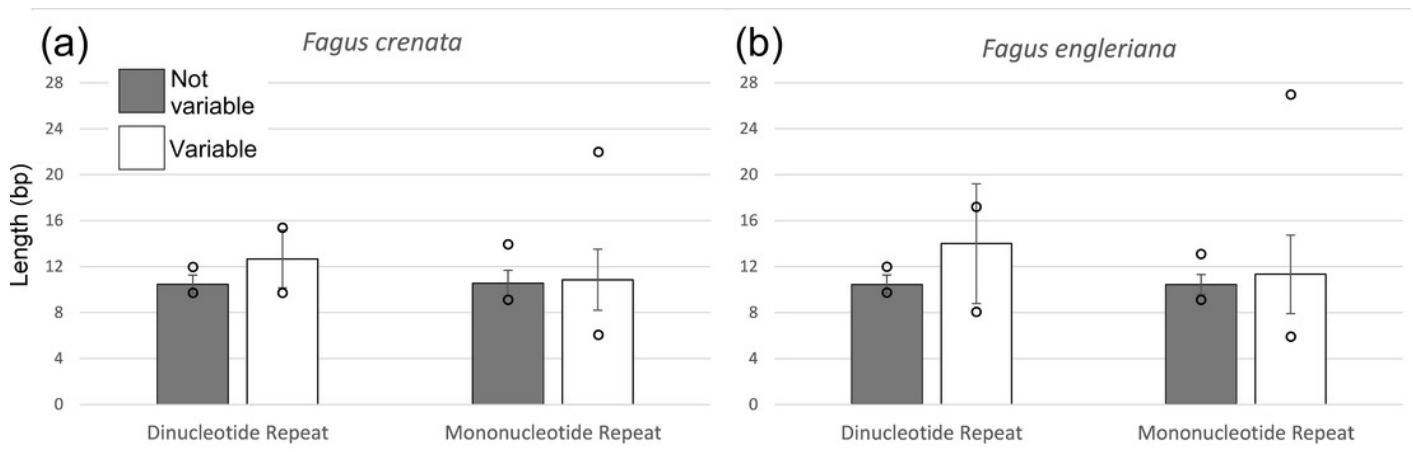 (a)
Fagus crenata
Not
variable
Variable
Length (bp)
28
24
20
16
12
8
4
0
Dinucleotide Repeat
Mononucleotide Repeat
(b)
Fagus engleriana
28
24
20
16
12
8
4
0
Dinucleotide Repeat
Mononucleotide Repeat